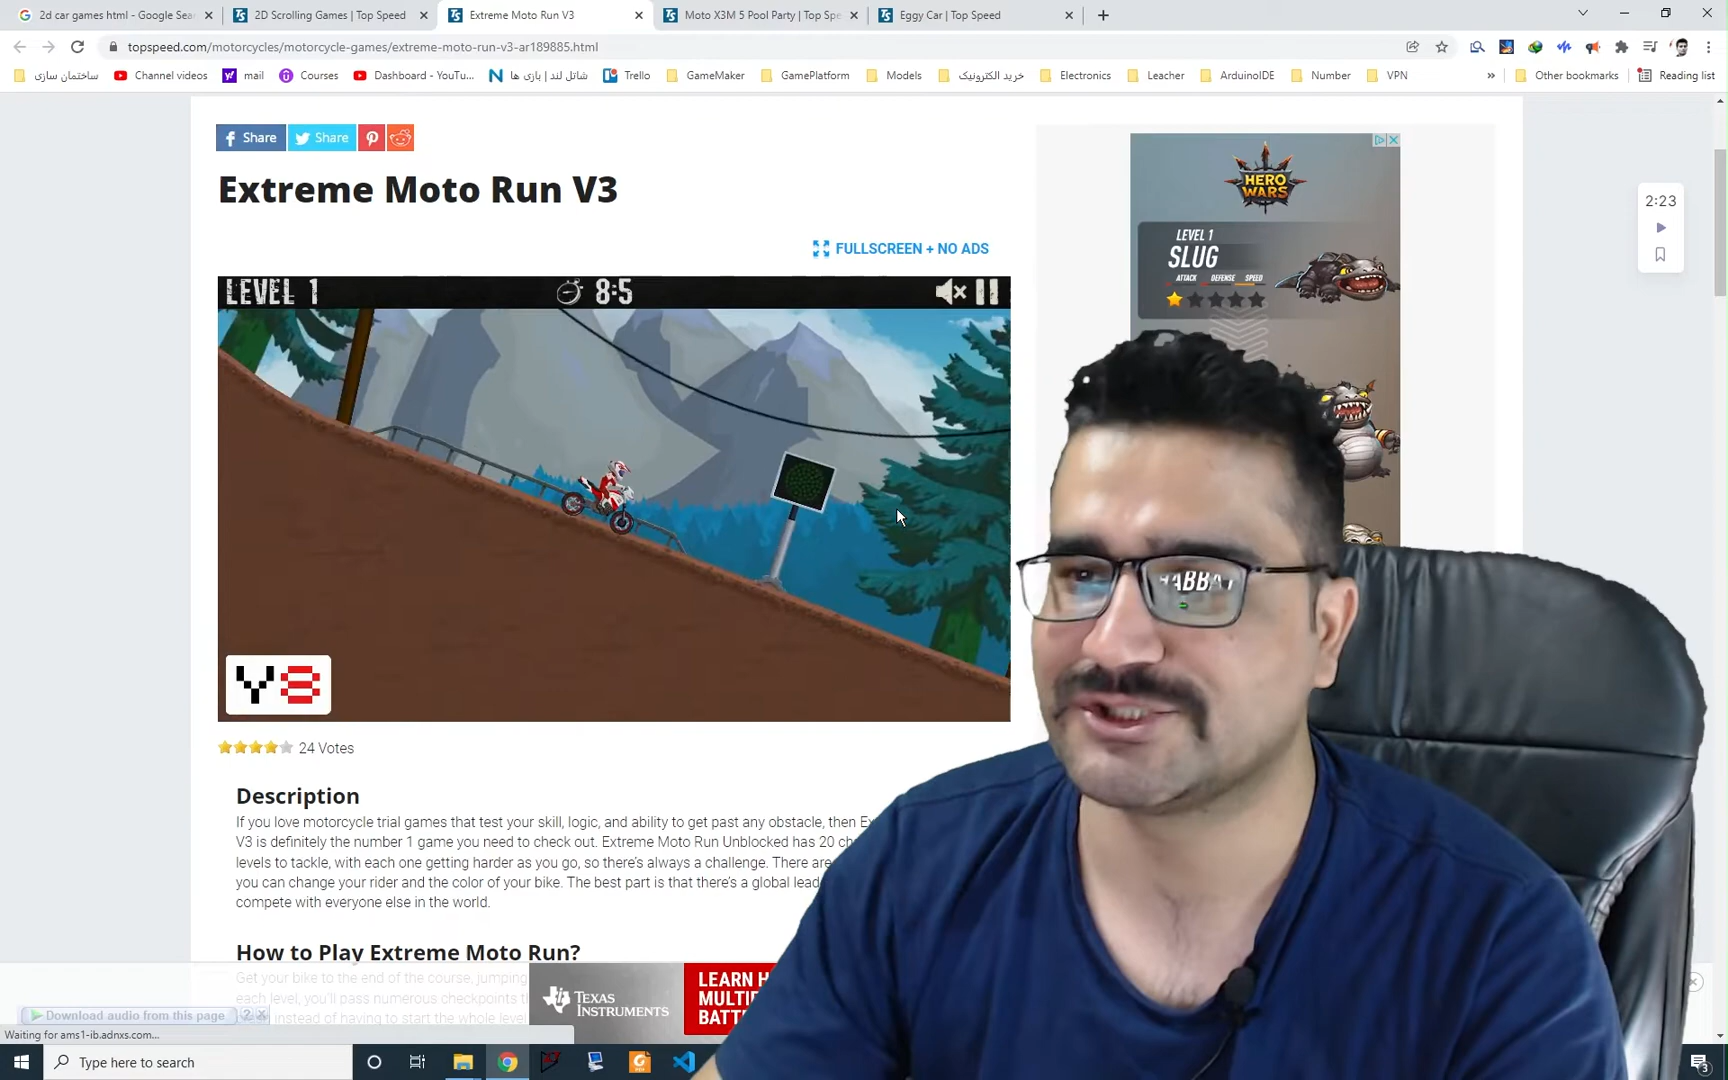 2d car games html - Google Sear
2D Scrolling Games | Top Speed
Extreme Moto Run V3
Moto X3M 5 Pool Party | Top Spe
Eggy Car | Top Speed
topspeed.com/motorcycles/motorcycle-games/extreme-moto-run-v3-ar189885.html
ساختمان سازی
Channel videos
mail
Courses
Dashboard - YouTu...
شاتل لند | بازی ها
Trello
GameMaker
GamePlatform
Models
خرید الکترونیک
Electronics
Leacher
ArduinoIDE
Number
VPN
Other bookmarks
Reading list
Share
Share
Extreme Moto Run V3
FULLSCREEN + NO ADS
LEVEL 1
8:5
Y8
24 Votes
HERO
WARS
LEVEL 1
SLUG
ATTACK DEFENSE SPEED
2:23
Description
If you love motorcycle trial games that test your skill, logic, and ability to get past any obstacle, then Ex
V3 is definitely the number 1 game you need to check out. Extreme Moto Run Unblocked has 20 ch
levels to tackle, with each one getting harder as you go, so there's always a challenge. There are
you can change your rider and the color of your bike. The best part is that there's a global lead
compete with everyone else in the world.
How to Play Extreme Moto Run?
Get your bike to the end of the course, jumping
each level, you'll pass numerous checkpoints th
instead of having to start the whole level
Download audio from this page
?
TEXAS
INSTRUMENTS
LEARN H
MULTIF
BATT
Waiting for ams1-ib.adnxs.com...
Type here to search
3